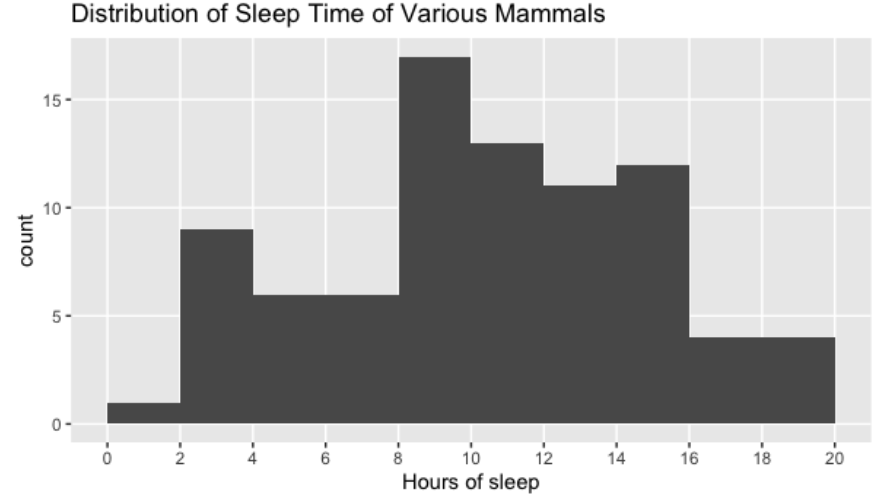 Distribution of Sleep Time of Various Mammals
count
15
10
5
0
0 2 4 6 8 10 12 14 16 18 20
Hours of sleep